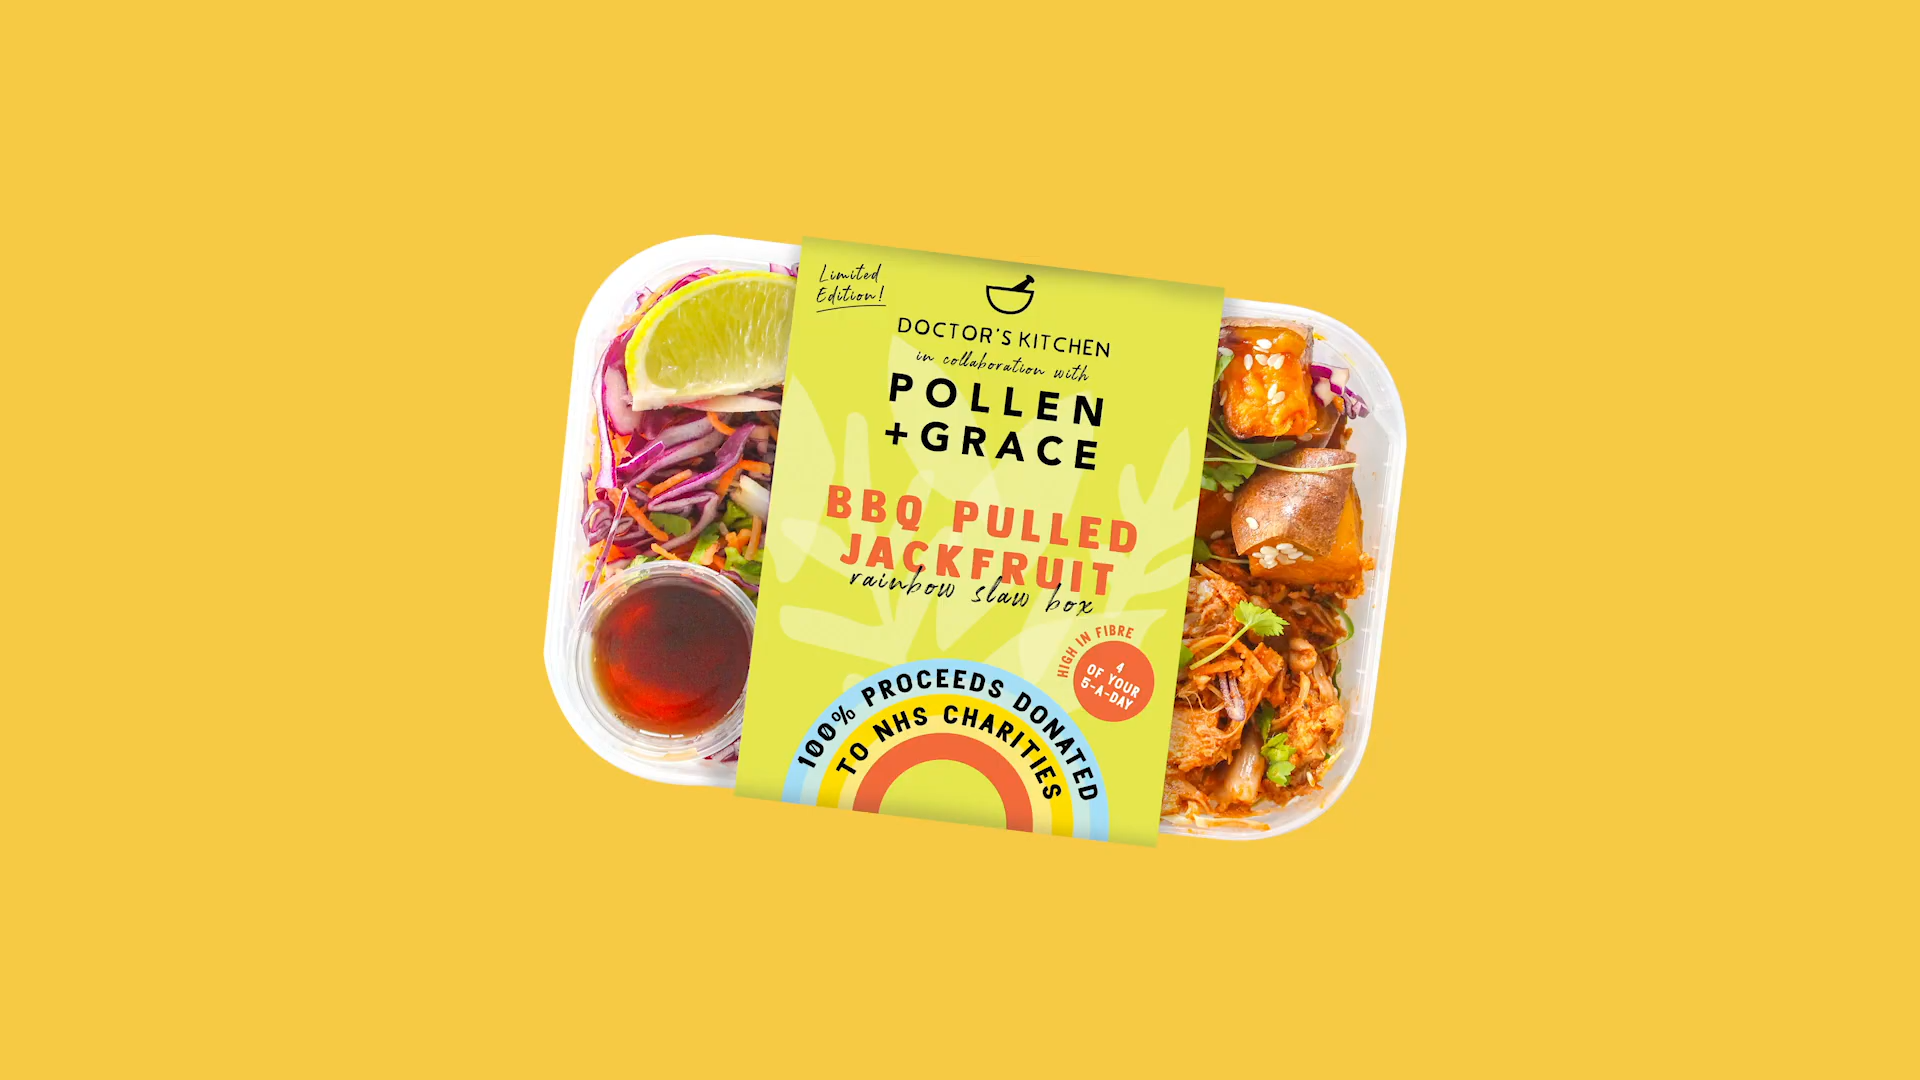 Limited
Edition!
DOCTOR'S KITCHEN
in collaboration with
POLLEN
+GRACE
BBQ PULLED
JACKFRUIT
rainbow slaw box
HIGH IN FIBRE
4
OF YOUR
5-A-DAY
100% PROCEEDS DONATED
TO NHS CHARITIES